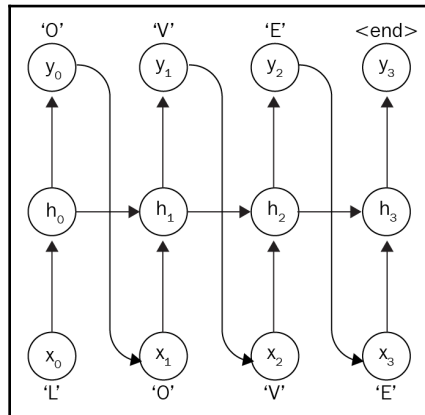 ‘O’ ‘V’ ‘E’ <end>
y₀ y₁ y₂ y₃
h₀ h₁ h₂ h₃
x₀ x₁ x₂ x₃
‘L’ ‘O’ ‘V’ ‘E’